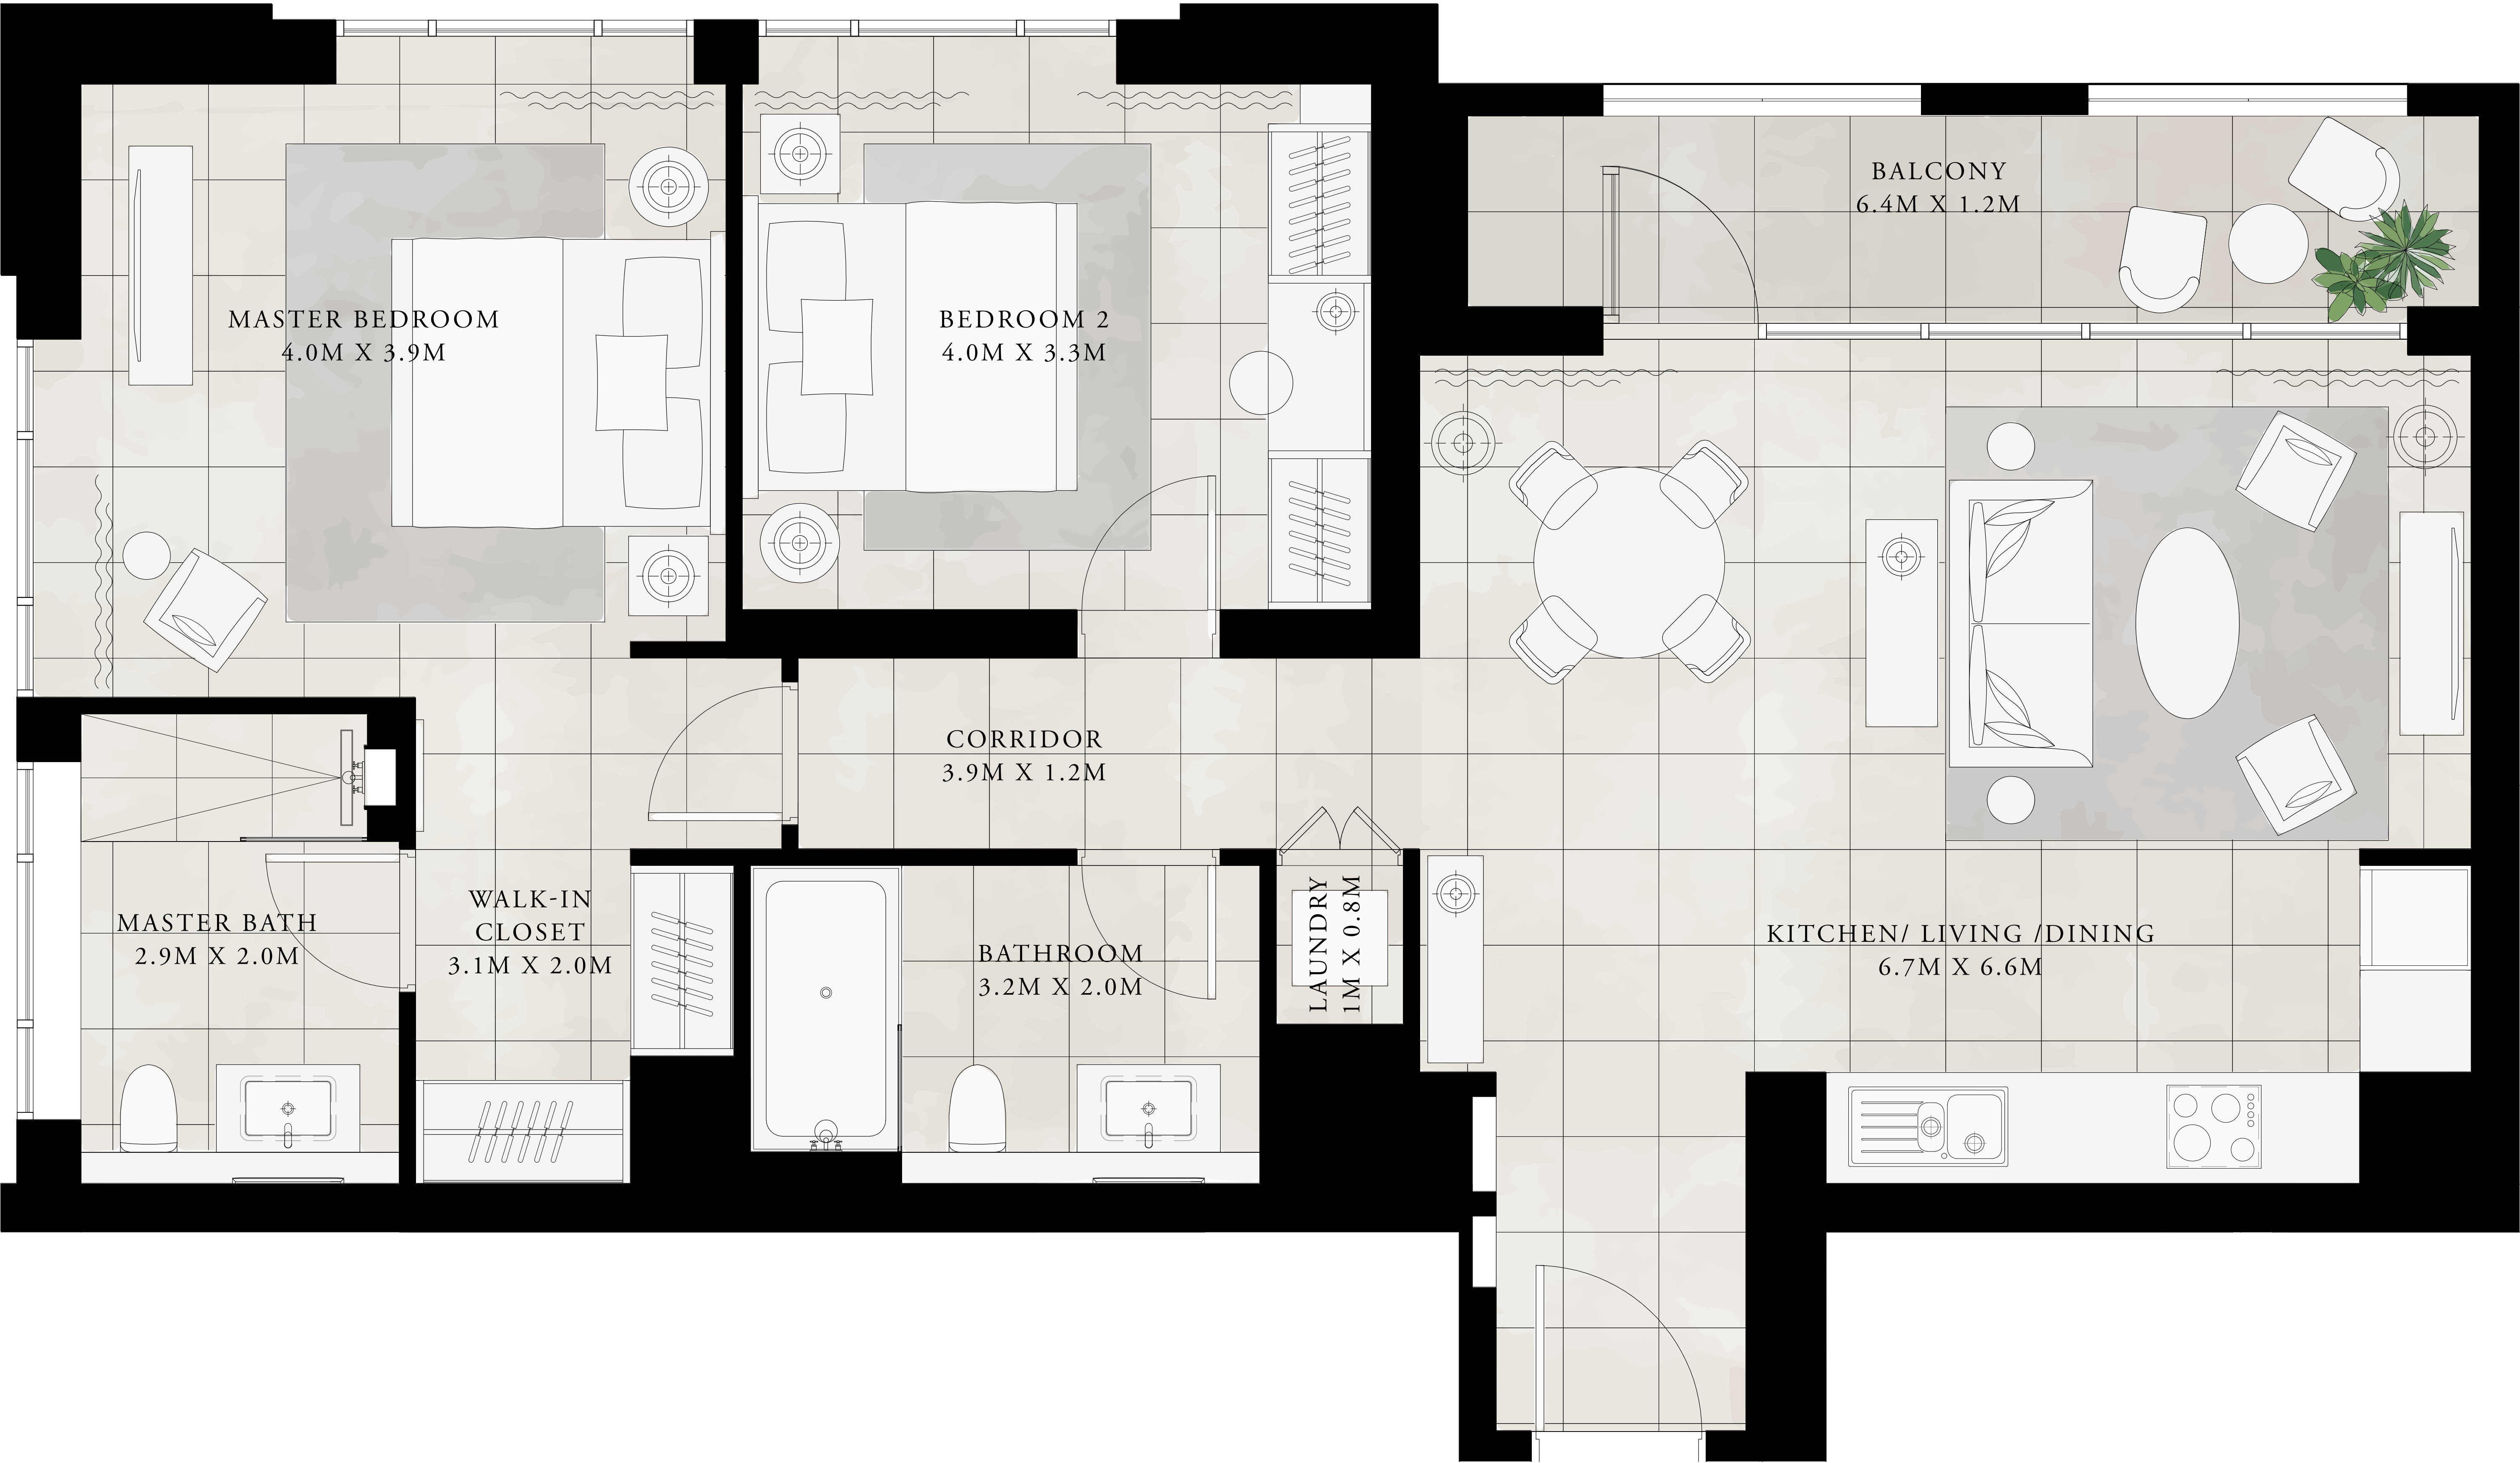 BALCONY
6.4M X 1.2M
MASTER BEDROOM
4.0M X 3.9M
BEDROOM 2
4.0M X 3.3M
CORRIDOR
3.9M X 1.2M
MASTER BATH
2.9M X 2.0M
WALK-IN
CLOSET
3.1M X 2.0M
BATHROOM
3.2M X 2.0M
LAUNDRY
1M X 0.8M
KITCHEN/ LIVING /DINING
6.7M X 6.6M